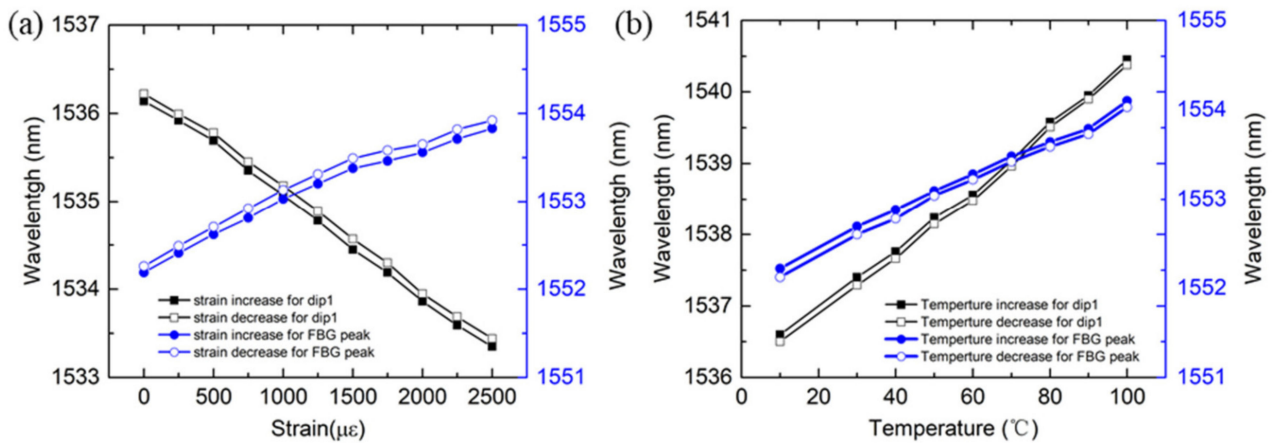 (a)
1537
1536
1535
1534
1533
Wavelentgh (nm)
strain increase for dip1
strain decrease for dip1
strain increase for FBG peak
strain decrease for FBG peak
0 500 1000 1500 2000 2500
Strain(με)
1555
1554
1553
1552
1551
Wavelentgh (nm)
(b)
1541
1540
1539
1538
1537
1536
Wavelength (nm)
Temperture increase for dip1
Temperture decrease for dip1
Temperture increase for FBG peak
Temperture decrease for FBG peak
0 20 40 60 80 100
Temperature (℃)
1555
1554
1553
1552
1551
Wavelength (nm)